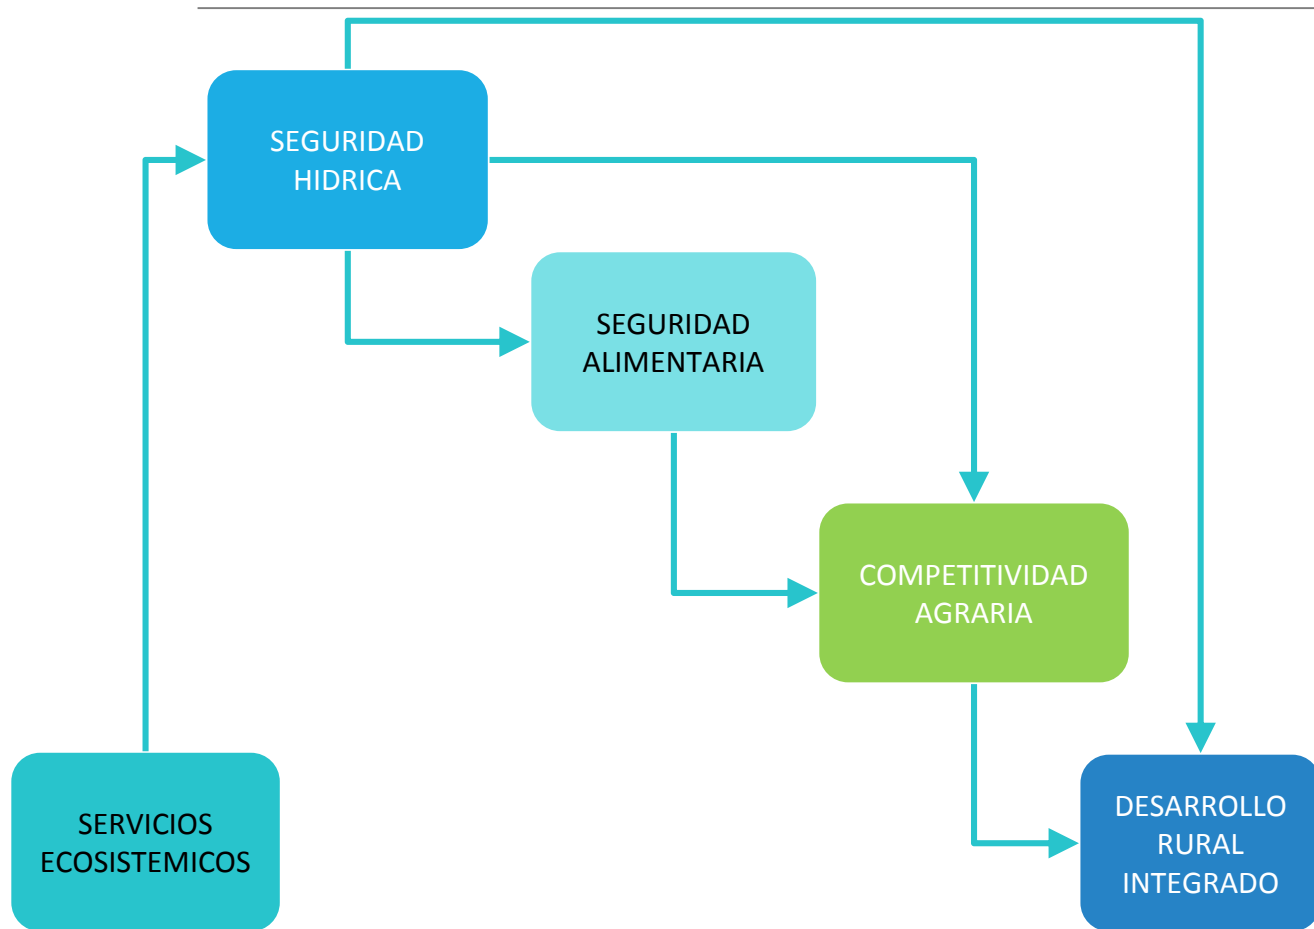 SEGURIDAD
HIDRICA
SEGURIDAD
ALIMENTARIA
COMPETITIVIDAD
AGRARIA
SERVICIOS
ECOSISTEMICOS
DESARROLLO
RURAL
INTEGRADO